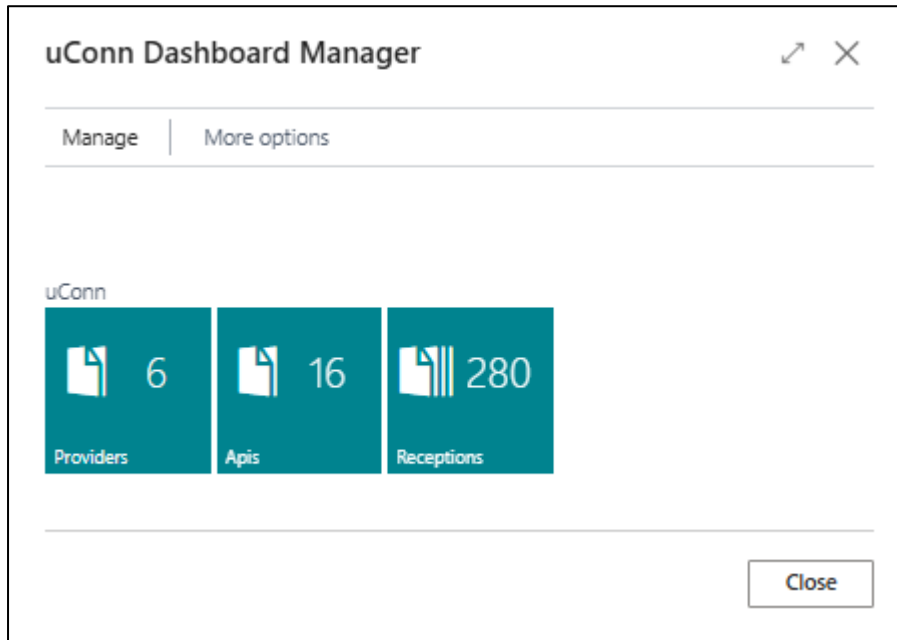 uConn Dashboard Manager
Manage More options
uConn
6 16 280
Providers Apis Receptions
Close